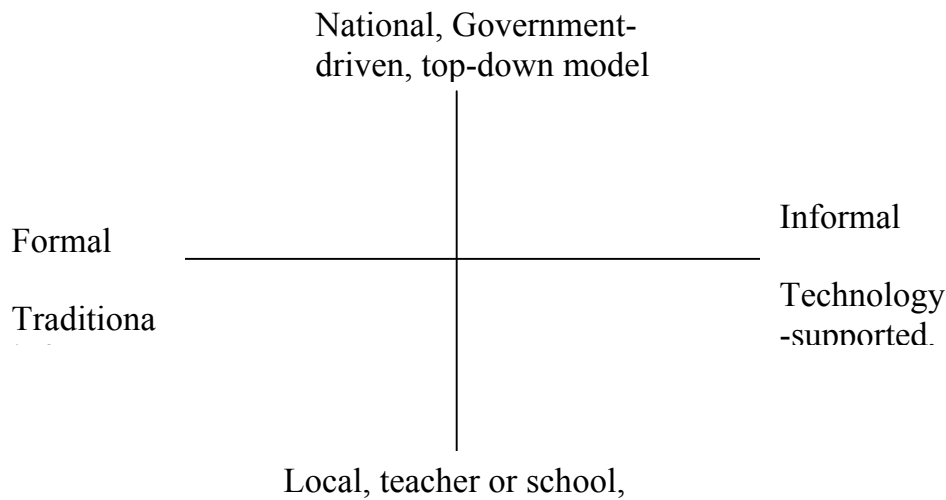 National, Government-
driven, top-down model
Informal
Formal
Technology
-supported,
Traditiona
Local, teacher or school,